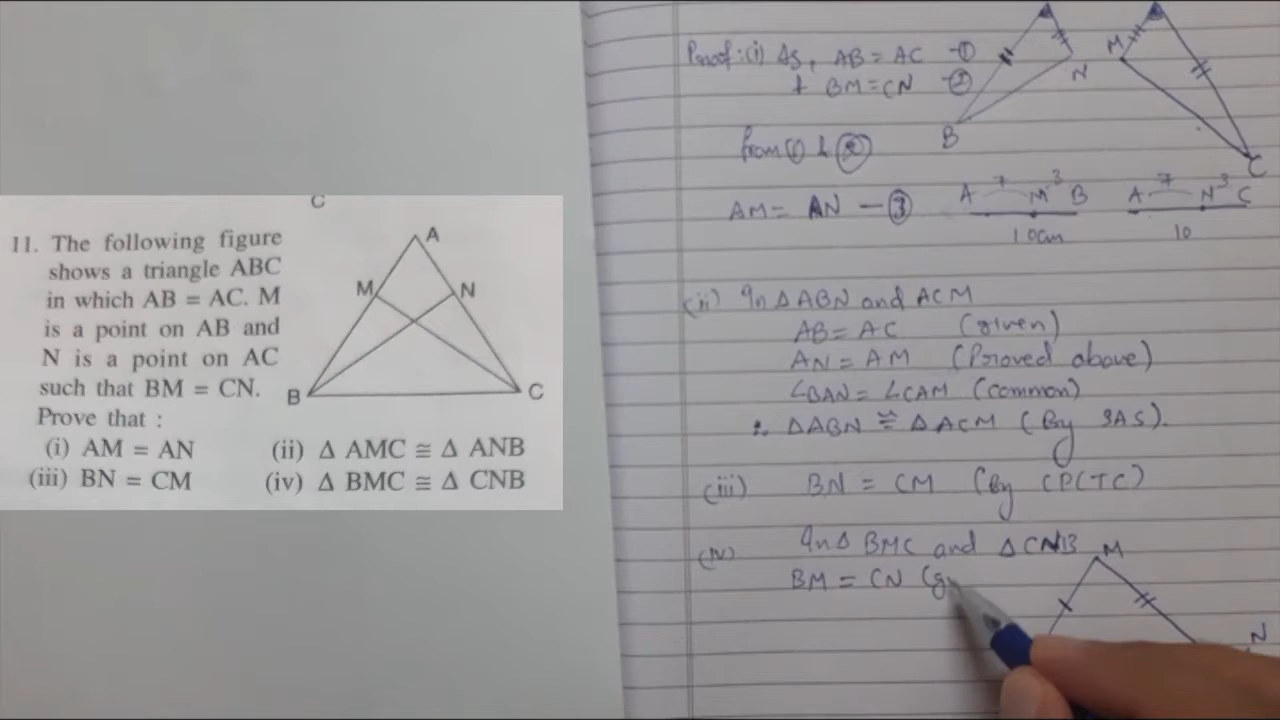 C
11. The following figure
shows a triangle ABC
in which AB = AC. M
is a point on AB and
N is a point on AC
such that BM = CN.
Prove that :
(i) AM = AN (ii) Δ AMC ≅ Δ ANB
(iii) BN = CM (iv) Δ BMC ≅ Δ CNB
A
M N
B C
Proof: (i) As, AB = AC -①
+ BM = CN -②
from ① & ②
AM = AN - ③
N
B
M
C
A 7 M 3 B
10cm
A 7 N 3 C
10
(ii) In Δ ABN and ACM
AB = AC (given)
AN = AM (Proved above)
∠BAN = ∠CAM (common)
∴ ΔABN ≅ ΔACM (By SAS).
(iii) BN = CM (By CPCTC)
(iv) In Δ BMC and Δ CNB
BM = CN (g
M
N